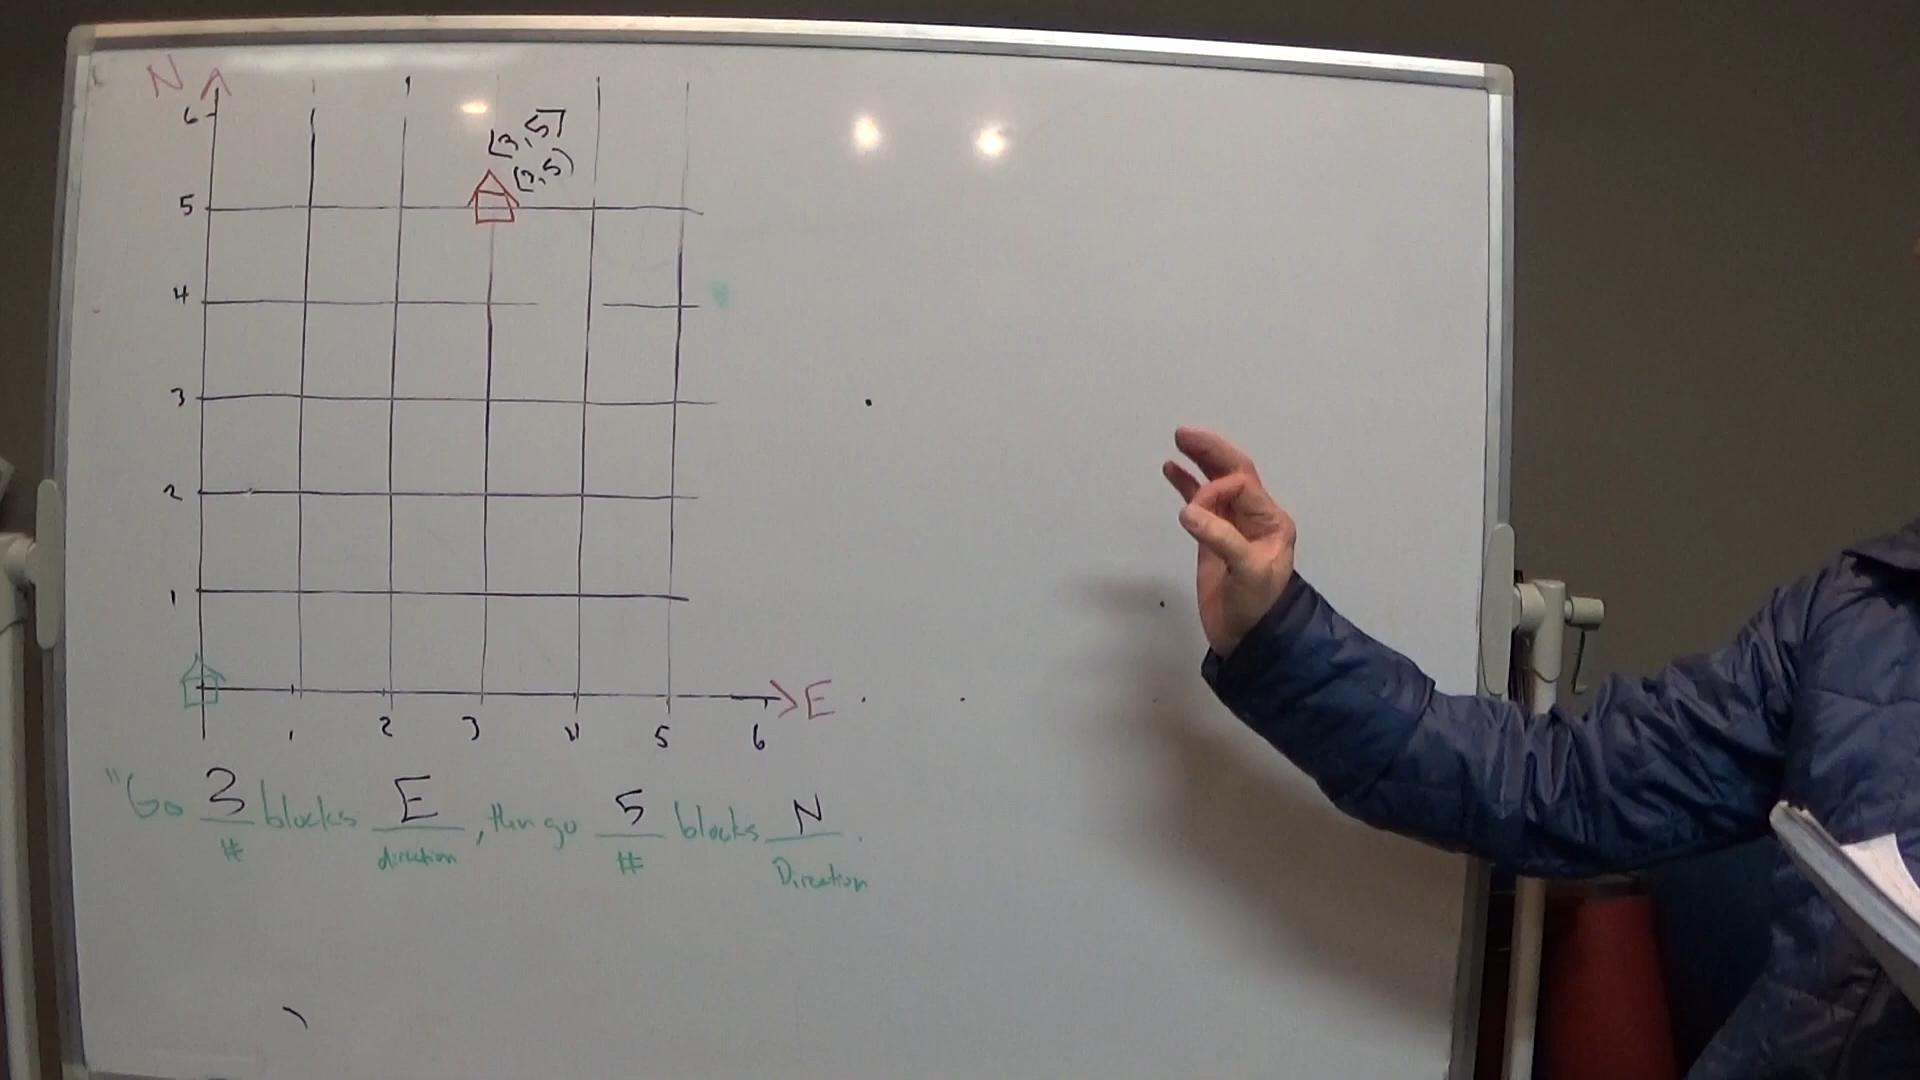 N
6
[3,5]
(3,5)
5
4
3
2
1
E
1 2 3 4 5 6
"Go 3 blocks E, then go 5 blocks N.
# direction # Direction